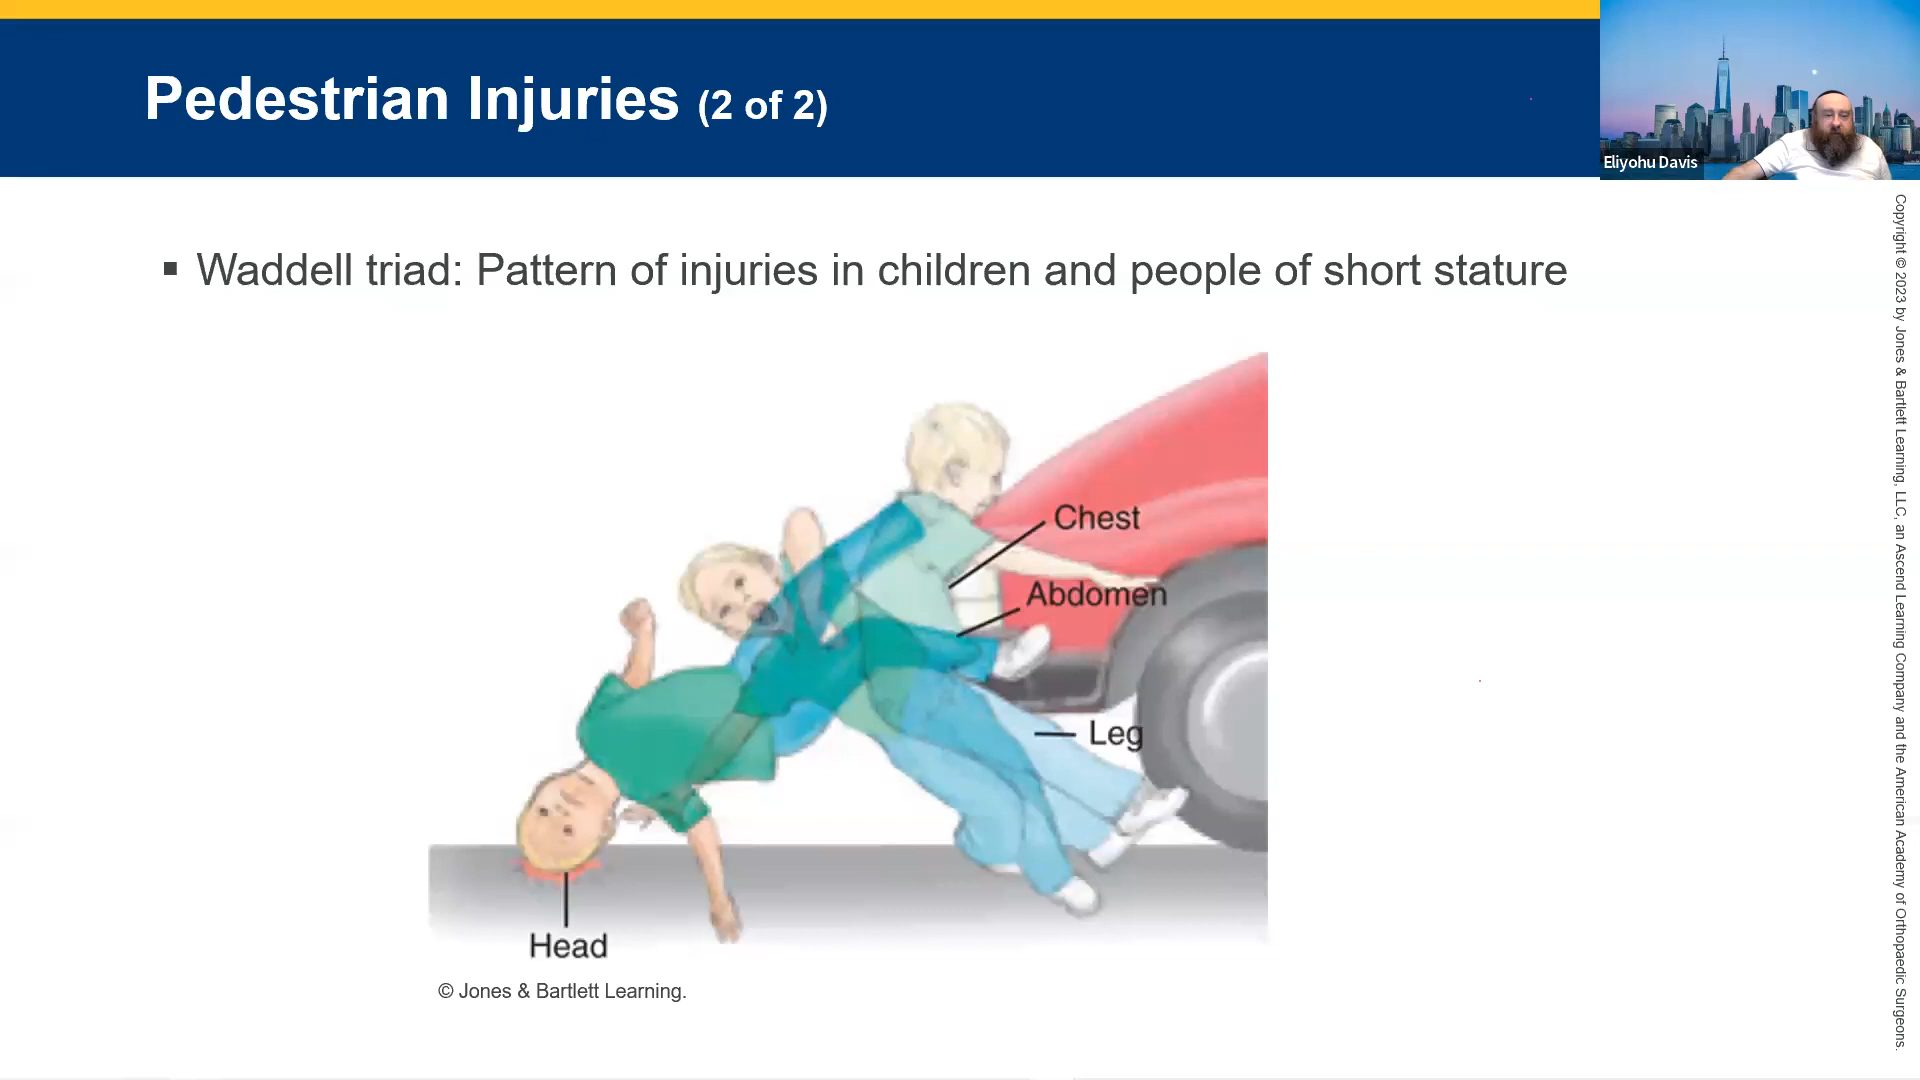 Pedestrian Injuries (2 of 2)
Eliyohu Davis
▪ Waddell triad: Pattern of injuries in children and people of short stature
Chest
Abdomen
Leg
Head
© Jones & Bartlett Learning.
Copyright © 2023 by Jones & Bartlett Learning, LLC, an Ascend Learning Company and the American Academy of Orthopaedic Surgeons.